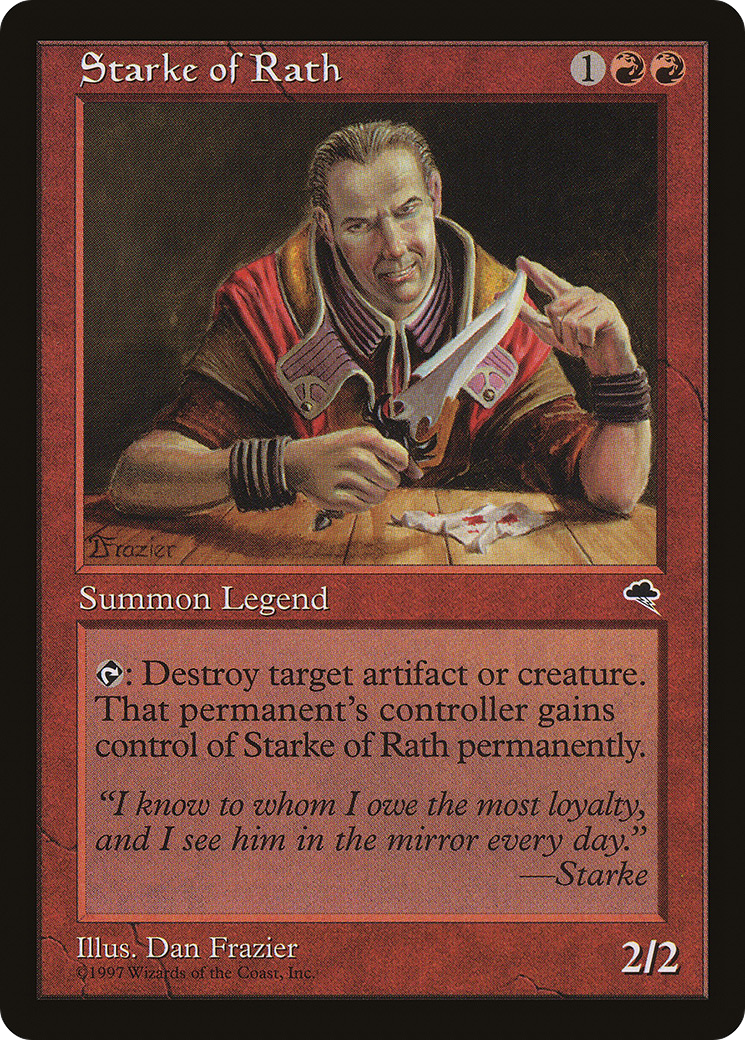 Starke of Rath
1
DFrazier
Summon Legend
: Destroy target artifact or creature.
That permanent's controller gains
control of Starke of Rath permanently.
"I know to whom I owe the most loyalty,
and I see him in the mirror every day."
—Starke
Illus. Dan Frazier
©1997 Wizards of the Coast, Inc.
2/2